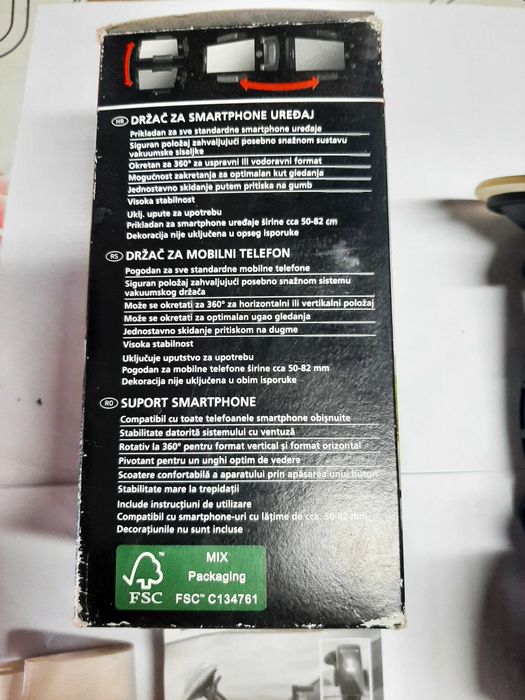 HR DRŽAČ ZA SMARTPHONE UREĐAJ
Prikladan za sve standardne smartphone uređaje
Siguran položaj zahvaljujući posebno snažnom sustavu
vakuumske sisaljke
Okretan za 360° za uspravni ili vodoravni format
Mogućnost zakretanja za optimalan kut gledanja
Jednostavno skidanje putem pritiska na gumb
Visoka stabilnost
Uklj. upute za upotrebu
Prikladan za smartphone uređaje širine cca 50-82 cm
Dekoracija nije uključena u opseg isporuke
RS DRŽAČ ZA MOBILNI TELEFON
Pogodan za sve standardne mobilne telefone
Siguran položaj zahvaljujući posebno snažnom sistemu
vakuumskog držača
Može se okretati za 360° za horizontalni ili vertikalni položaj
Može se okretati za optimalan ugao gledanja
Jednostavno skidanje pritiskom na dugme
Visoka stabilnost
Uključuje uputstvo za upotrebu
Pogodan za mobilne telefone širine cca 50-82 mm
Dekoracija nije uključena u obim isporuke
RO SUPORT SMARTPHONE
Compatibil cu toate telefoanele smartphone obișnuite
Stabilitate datorită sistemului cu ventuză
Rotativ la 360° pentru format vertical și format orizontal
Pivotant pentru un unghi optim de vedere
Scoatere confortabilă a aparatului prin apăsarea unui buton
Stabilitate mare la trepidații
Include instrucțiuni de utilizare
Compatibil cu smartphone-uri cu lățime de cca. 50-82 mm
Decorațiunile nu sunt incluse
FSC
MIX
Packaging
FSC™ C134761